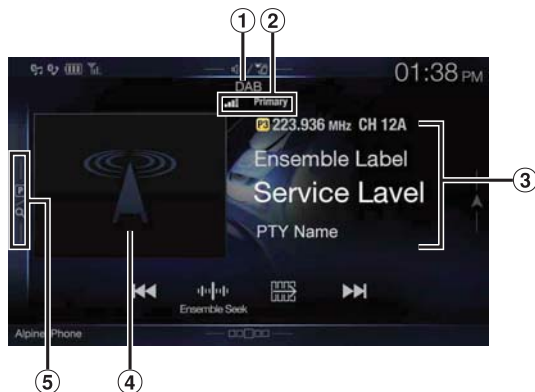 ① ②
01:38 PM
DAB
Primary
P3 223.936 MHz CH 12A
Ensemble Label
③
Service Lavel
P
PTY Name
Ensemble Seek
Alpine Phone
⑤ ④